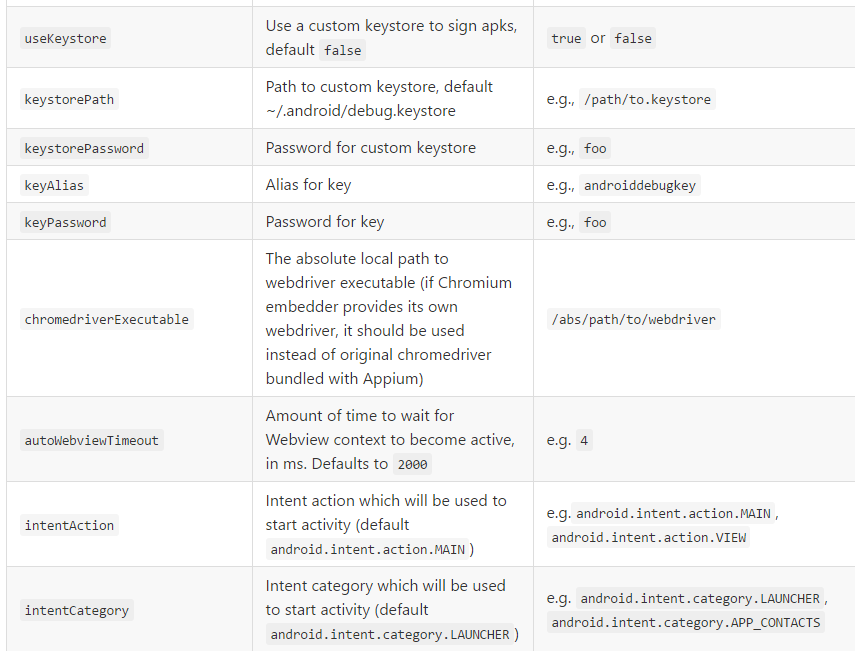 useKeystore
Use a custom keystore to sign apks,
default false
true or false
keystorePath
Path to custom keystore, default
~/.android/debug.keystore
e.g., /path/to.keystore
keystorePassword
Password for custom keystore
e.g., foo
keyAlias
Alias for key
e.g., androiddebugkey
keyPassword
Password for key
e.g., foo
chromedriverExecutable
The absolute local path to
webdriver executable (if Chromium
embedder provides its own
webdriver, it should be used
instead of original chromedriver
bundled with Appium)
/abs/path/to/webdriver
autoWebviewTimeout
Amount of time to wait for
Webview context to become active,
in ms. Defaults to 2000
e.g. 4
intentAction
Intent action which will be used to
start activity (default
android.intent.action.MAIN )
e.g. android.intent.action.MAIN ,
android.intent.action.VIEW
intentCategory
Intent category which will be used
to start activity (default
android.intent.category.LAUNCHER )
e.g. android.intent.category.LAUNCHER ,
android.intent.category.APP_CONTACTS